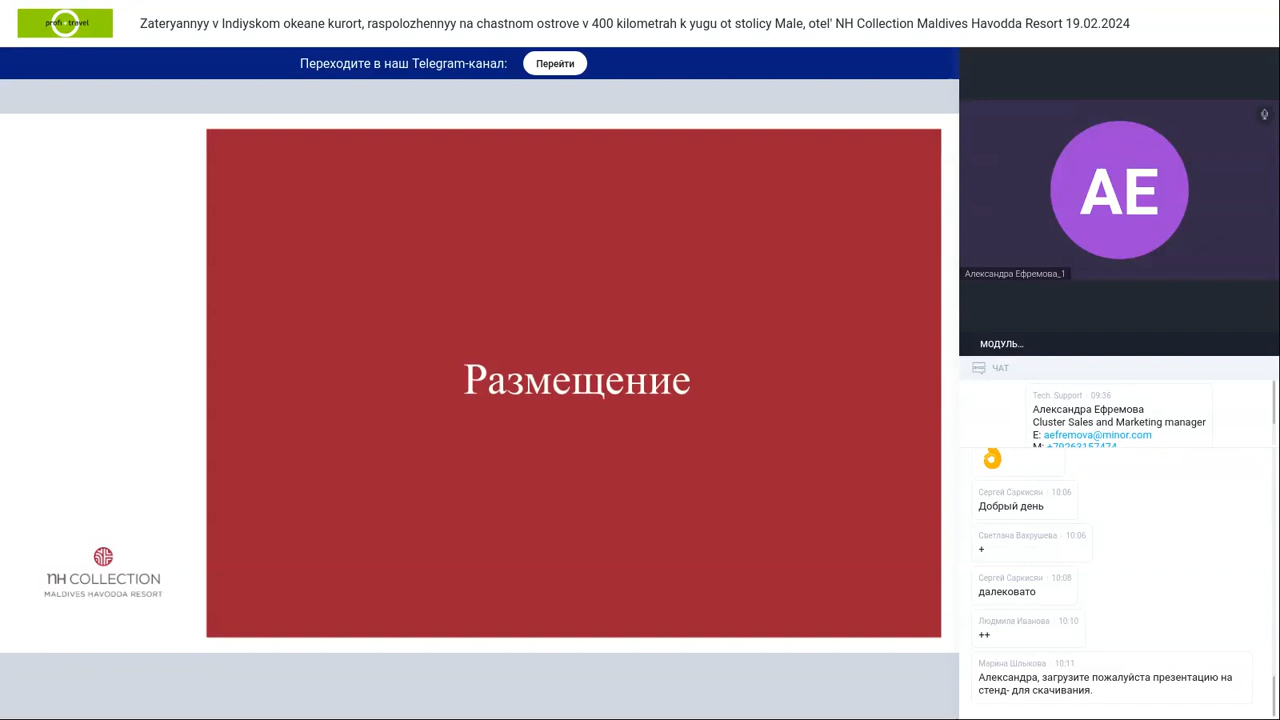 profi travel
Zateryannyy v Indiyskom okeane kurort, raspolozhennyy na chastnom ostrove v 400 kilometrah k yugu ot stolicy Male, otel' NH Collection Maldives Havodda Resort 19.02.2024
Переходите в наш Telegram-канал:
Перейти
Размещение
NH COLLECTION
MALDIVES HAVODDA RESORT
AE
Александра Ефремова_1
МОДУЛЬ...
ЧАТ
Tech. Support · 09:36
Александра Ефремова
Cluster Sales and Marketing manager
E: aefremova@minor.com
M: +79263157474
Сергей Саркисян · 10:06
Добрый день
Светлана Вахрушева · 10:06
+
Сергей Саркисян · 10:08
далековато
Людмила Иванова · 10:10
++
Марина Шлыкова · 10:11
Александра, загрузите пожалуйста презентацию на
стенд- для скачивания.